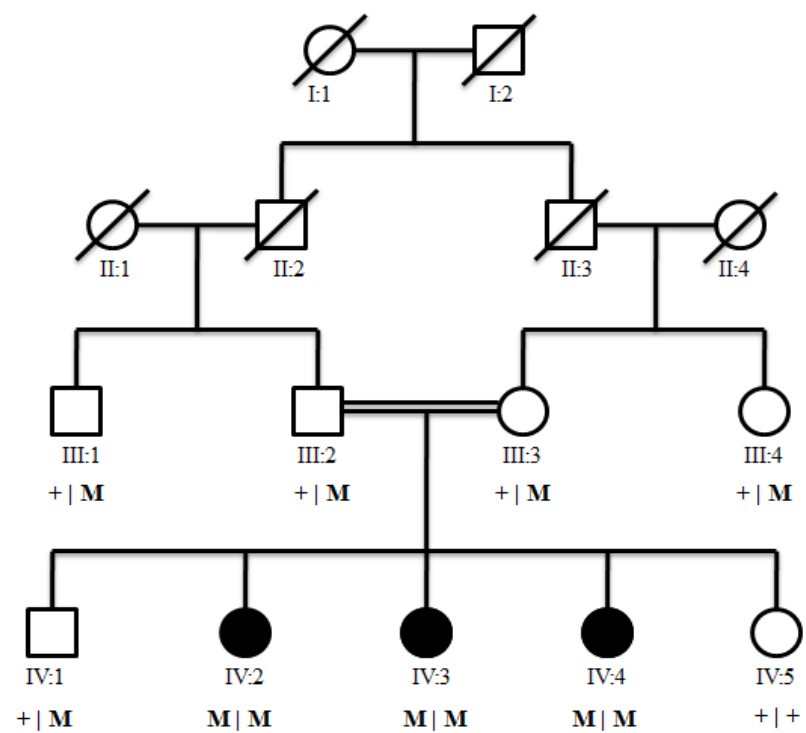 I:1 I:2
II:1 II:2 II:3 II:4
III:1 III:2 III:3 III:4
+ | M + | M + | M + | M
IV:1 IV:2 IV:3 IV:4 IV:5
+ | M M | M M | M M | M + | +